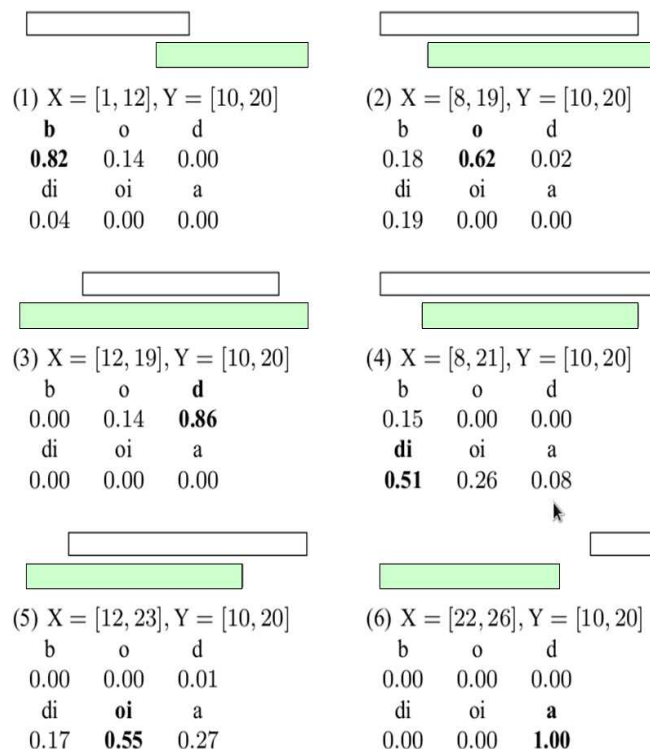 (1) X = [1, 12], Y = [10, 20]
b o d
0.82 0.14 0.00
di oi a
0.04 0.00 0.00
(2) X = [8, 19], Y = [10, 20]
b o d
0.18 0.62 0.02
di oi a
0.19 0.00 0.00
(3) X = [12, 19], Y = [10, 20]
b o d
0.00 0.14 0.86
di oi a
0.00 0.00 0.00
(4) X = [8, 21], Y = [10, 20]
b o d
0.15 0.00 0.00
di oi a
0.51 0.26 0.08
(5) X = [12, 23], Y = [10, 20]
b o d
0.00 0.00 0.01
di oi a
0.17 0.55 0.27
(6) X = [22, 26], Y = [10, 20]
b o d
0.00 0.00 0.00
di oi a
0.00 0.00 1.00